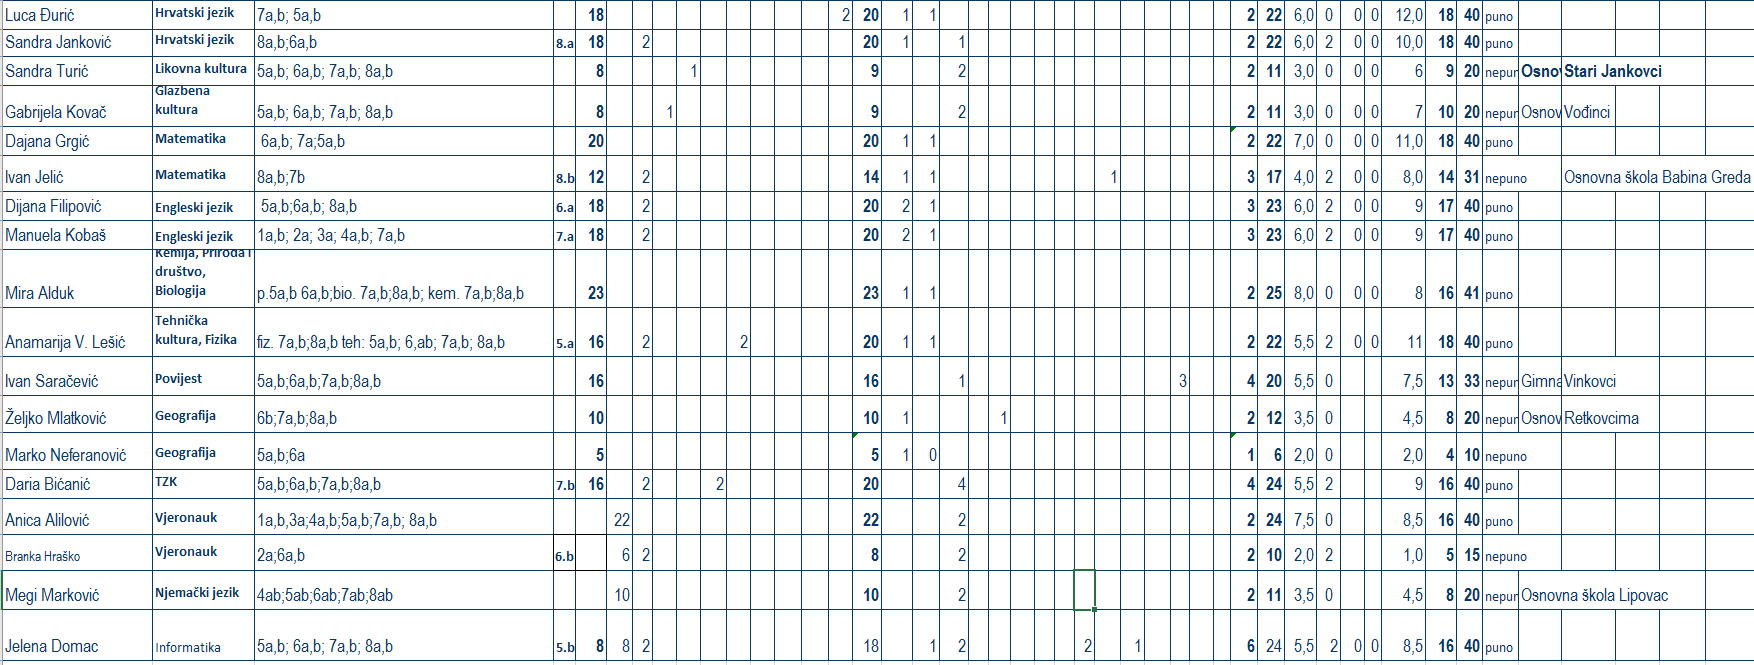 Luca Đurić Hrvatski jezik 7a,b; 5a,b 18 2 20 1 1 2 22 6,0 0 0 0 12,0 18 40 puno
Sandra Janković Hrvatski jezik 8a,b;6a,b 8.a 18 2 20 1 1 2 22 6,0 2 0 0 10,0 18 40 puno
Sandra Turić Likovna kultura 5a,b; 6a,b; 7a,b; 8a,b 8 1 9 2 2 11 3,0 0 0 0 6 9 20 nepun Osnov Stari Jankovci
Glazbena
Gabrijela Kovač kultura 5a,b; 6a,b; 7a,b; 8a,b 8 1 9 2 2 11 3,0 0 0 0 7 10 20 nepun Osnov Vođinci
Dajana Grgić Matematika 6a,b; 7a;5a,b 20 20 1 1 2 22 7,0 0 0 0 11,0 18 40 puno
Ivan Jelić Matematika 8a,b;7b 8.b 12 2 14 1 1 1 3 17 4,0 2 0 0 8,0 14 31 nepuno Osnovna škola Babina Greda
Dijana Filipović Engleski jezik 5a,b;6a,b; 8a,b 6.a 18 2 20 2 1 3 23 6,0 2 0 0 9 17 40 puno
Manuela Kobaš Engleski jezik 1a,b; 2a; 3a; 4a,b; 7a,b 7.a 18 2 20 2 1 3 23 6,0 2 0 0 9 17 40 puno
Kemija, Priroda i
društvo,
Mira Alduk Biologija p.5a,b 6a,b;bio. 7a,b;8a,b; kem. 7a,b;8a,b 23 23 1 1 2 25 8,0 0 0 0 8 16 41 puno
Tehnička
Anamarija V. Lešić kultura, Fizika fiz. 7a,b;8a,b teh: 5a,b; 6,ab; 7a,b; 8a,b 5.a 16 2 2 20 1 1 2 22 5,5 2 0 0 11 18 40 puno
Ivan Saračević Povijest 5a,b;6a,b;7a,b;8a,b 16 16 1 3 4 20 5,5 0 7,5 13 33 nepun Gimna Vinkovci
Željko Mlatković Geografija 6b;7a,b;8a,b 10 10 1 1 2 12 3,5 0 4,5 8 20 nepun Osnov Retkovcima
Marko Neferanović Geografija 5a,b;6a 5 5 1 0 1 6 2,0 0 2,0 4 10 nepuno
Daria Bićanić TZK 5a,b;6a,b;7a,b;8a,b 7.b 16 2 2 20 4 4 24 5,5 2 9 16 40 puno
Anica Alilović Vjeronauk 1a,b,3a;4a,b;5a,b;7a,b; 8a,b 22 22 2 2 24 7,5 0 8,5 16 40 puno
Branka Hraško Vjeronauk 2a;6a,b 6.b 6 2 8 2 2 10 2,0 2 1,0 5 15 nepuno
Megi Marković Njemački jezik 4ab;5ab;6ab;7ab;8ab 10 10 2 2 11 3,5 0 4,5 8 20 nepun Osnovna škola Lipovac
Jelena Domac Informatika 5a,b; 6a,b; 7a,b; 8a,b 5.b 8 8 2 18 1 2 2 1 6 24 5,5 2 0 0 8,5 16 40 puno